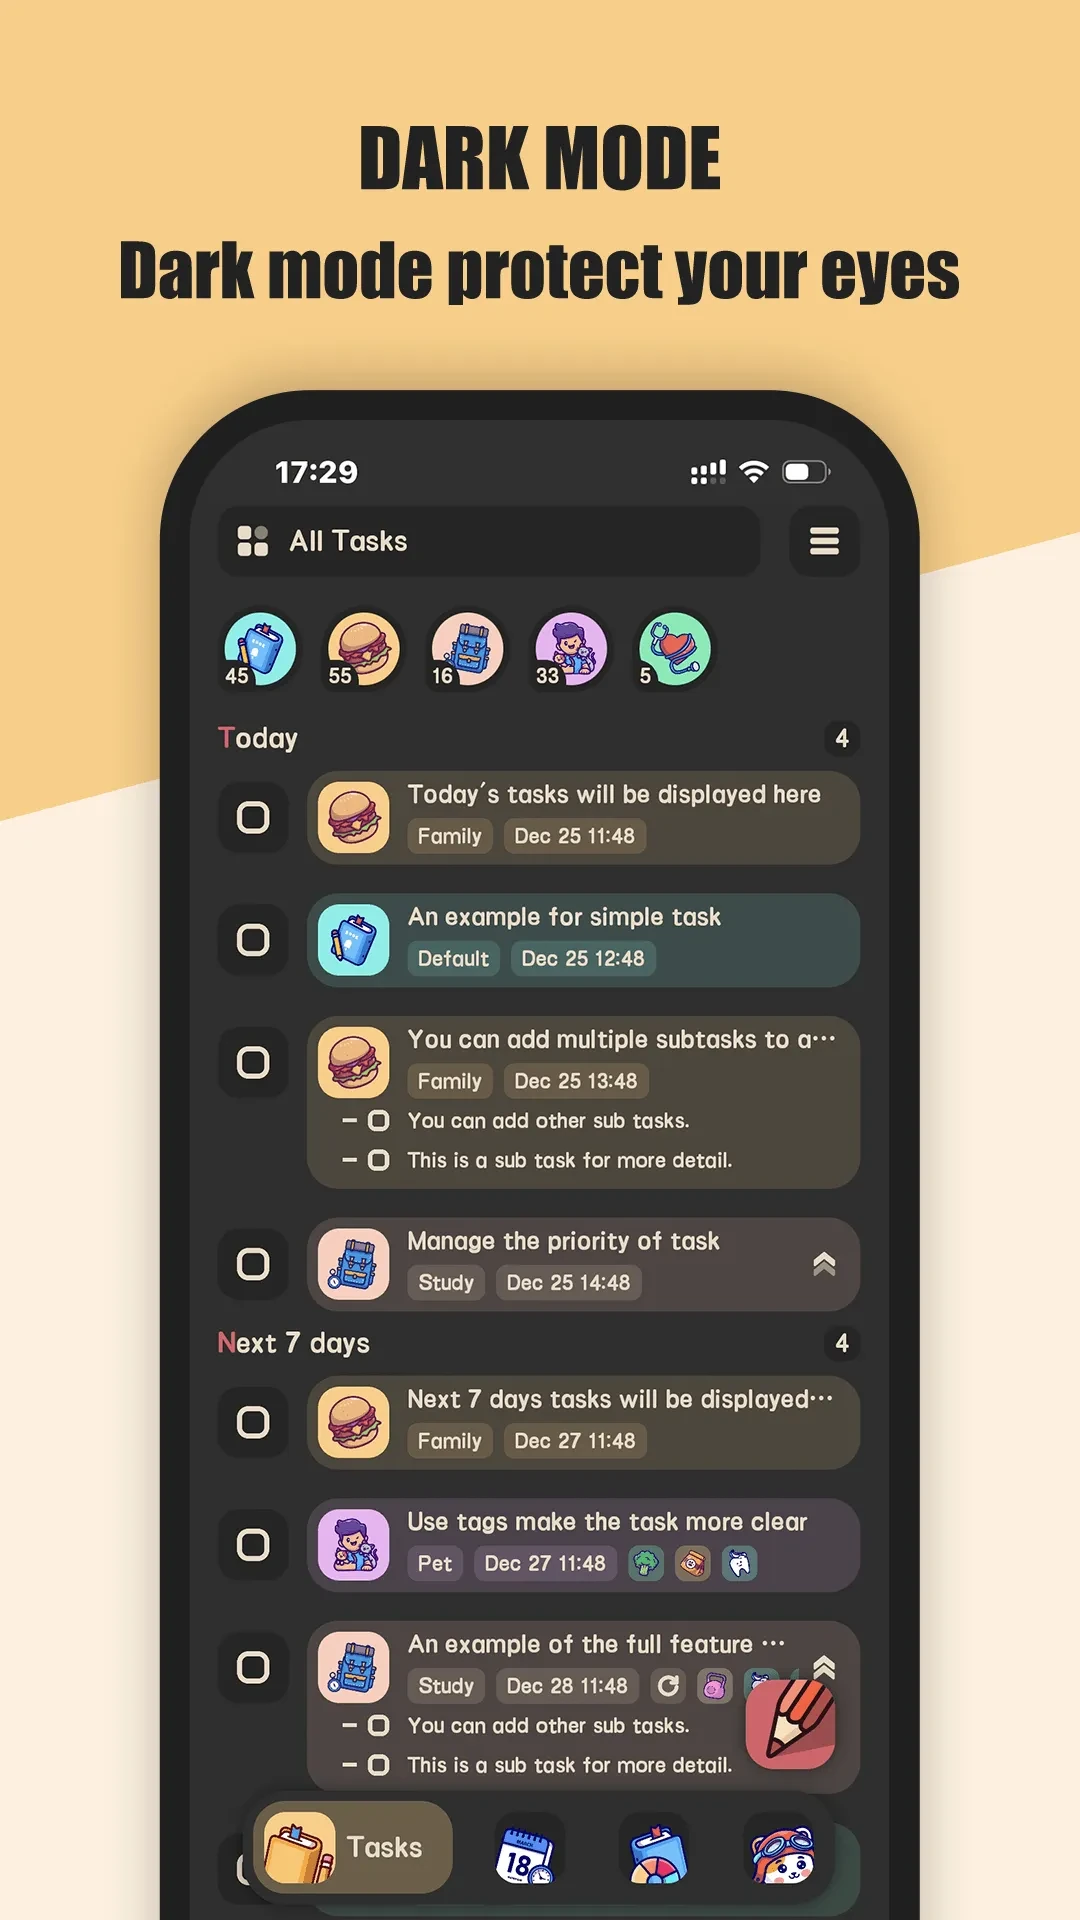 DARK MODE
Dark mode protect your eyes
17:29
All Tasks
45 55 16 33 5
Today 4
Today´s tasks will be displayed here
Family Dec 25 11:48
An example for simple task
Default Dec 25 12:48
You can add multiple subtasks to a···
Family Dec 25 13:48
You can add other sub tasks.
This is a sub task for more detail.
Manage the priority of task
Study Dec 25 14:48
Next 7 days 4
Next 7 days tasks will be displayed···
Family Dec 27 11:48
Use tags make the task more clear
Pet Dec 27 11:48
An example of the full feature ···
Study Dec 28 11:48
You can add other sub tasks.
This is a sub task for more detail.
Tasks
MARCH
18